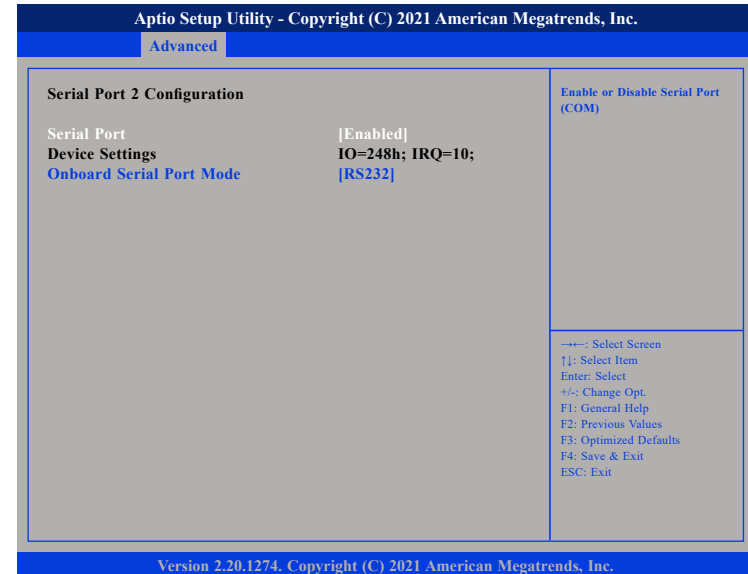 Aptio Setup Utility - Copyright (C) 2021 American Megatrends, Inc.
Advanced
Serial Port 2 Configuration
Serial Port [Enabled]
Device Settings IO=248h; IRQ=10;
Onboard Serial Port Mode [RS232]
Enable or Disable Serial Port
(COM)
→←: Select Screen
↑↓: Select Item
Enter: Select
+/-: Change Opt.
F1: General Help
F2: Previous Values
F3: Optimized Defaults
F4: Save & Exit
ESC: Exit
Version 2.20.1274. Copyright (C) 2021 American Megatrends, Inc.